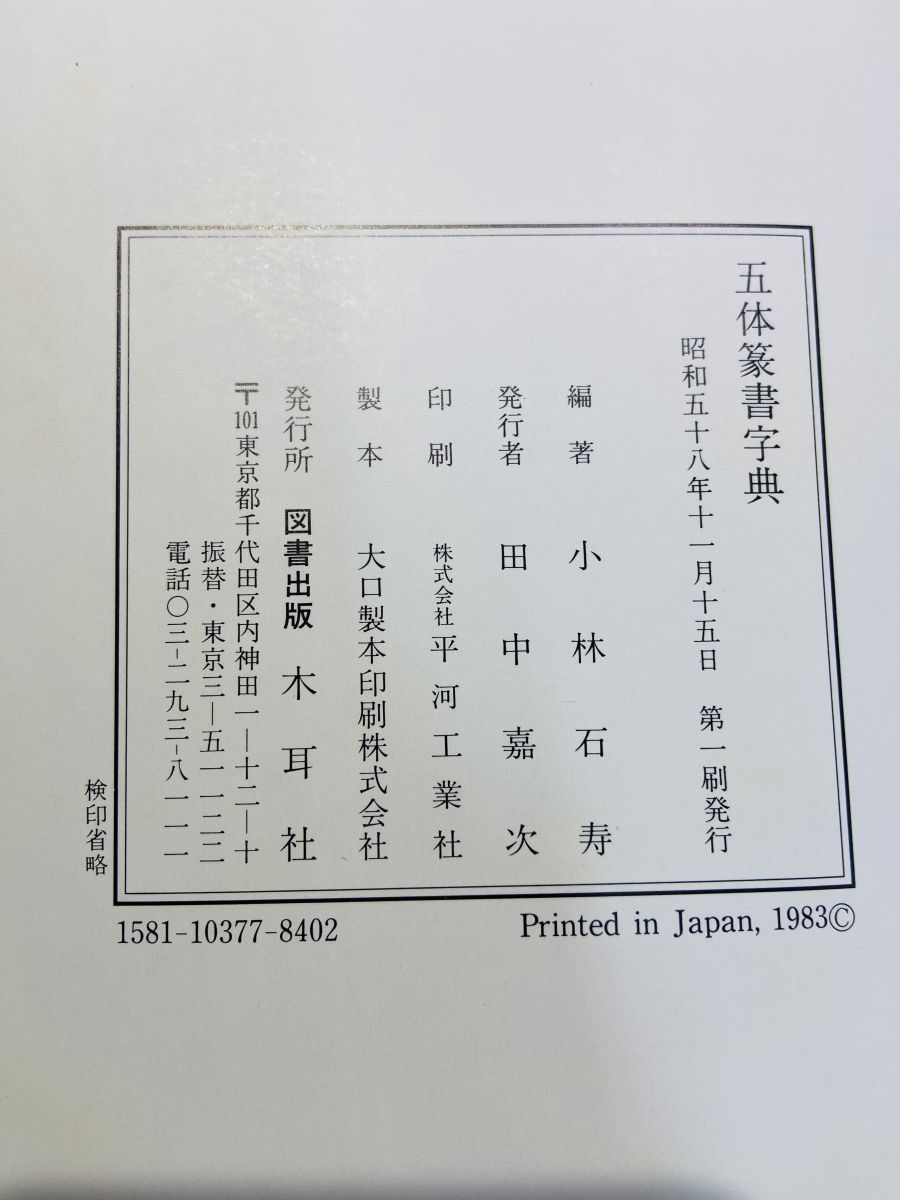 五体篆書字典
昭和五十八年十一月十五日　第一刷発行
編著　小林石寿
発行者　田中嘉次
印刷　株式会社平河工業社
製本　大口製本印刷株式会社
発行所　図書出版　木耳社
〒101東京都千代田区内神田一―十二―十
振替・東京三―五一一二二
電話〇三-二九三-八一一一
検印省略
1581-10377-8402
Printed in Japan, 1983©